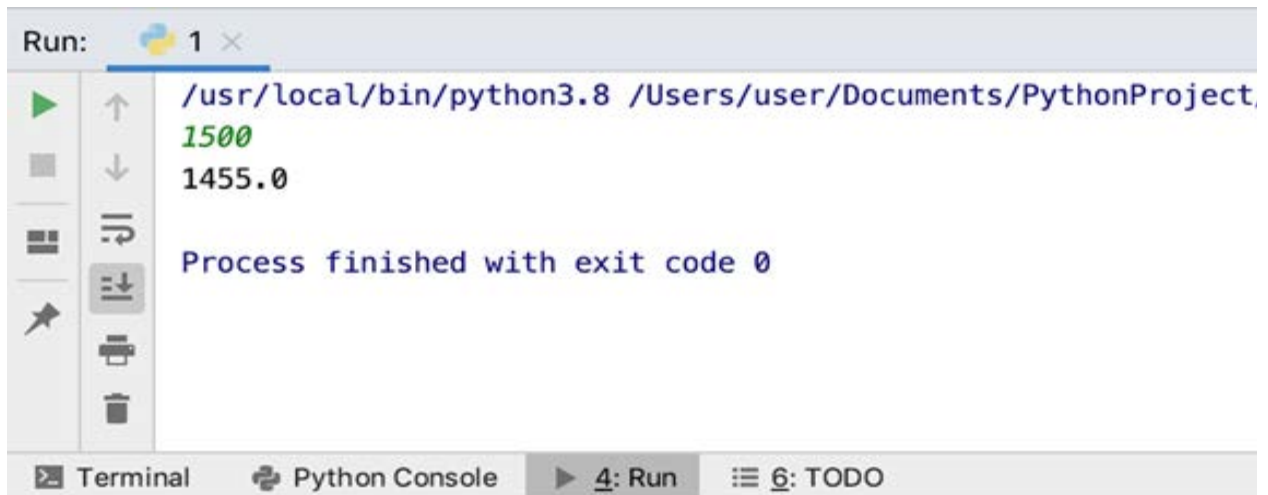 Run: 1
/usr/local/bin/python3.8 /Users/user/Documents/PythonProject/
1500
1455.0
Process finished with exit code 0
Terminal Python Console 4: Run 6: TODO